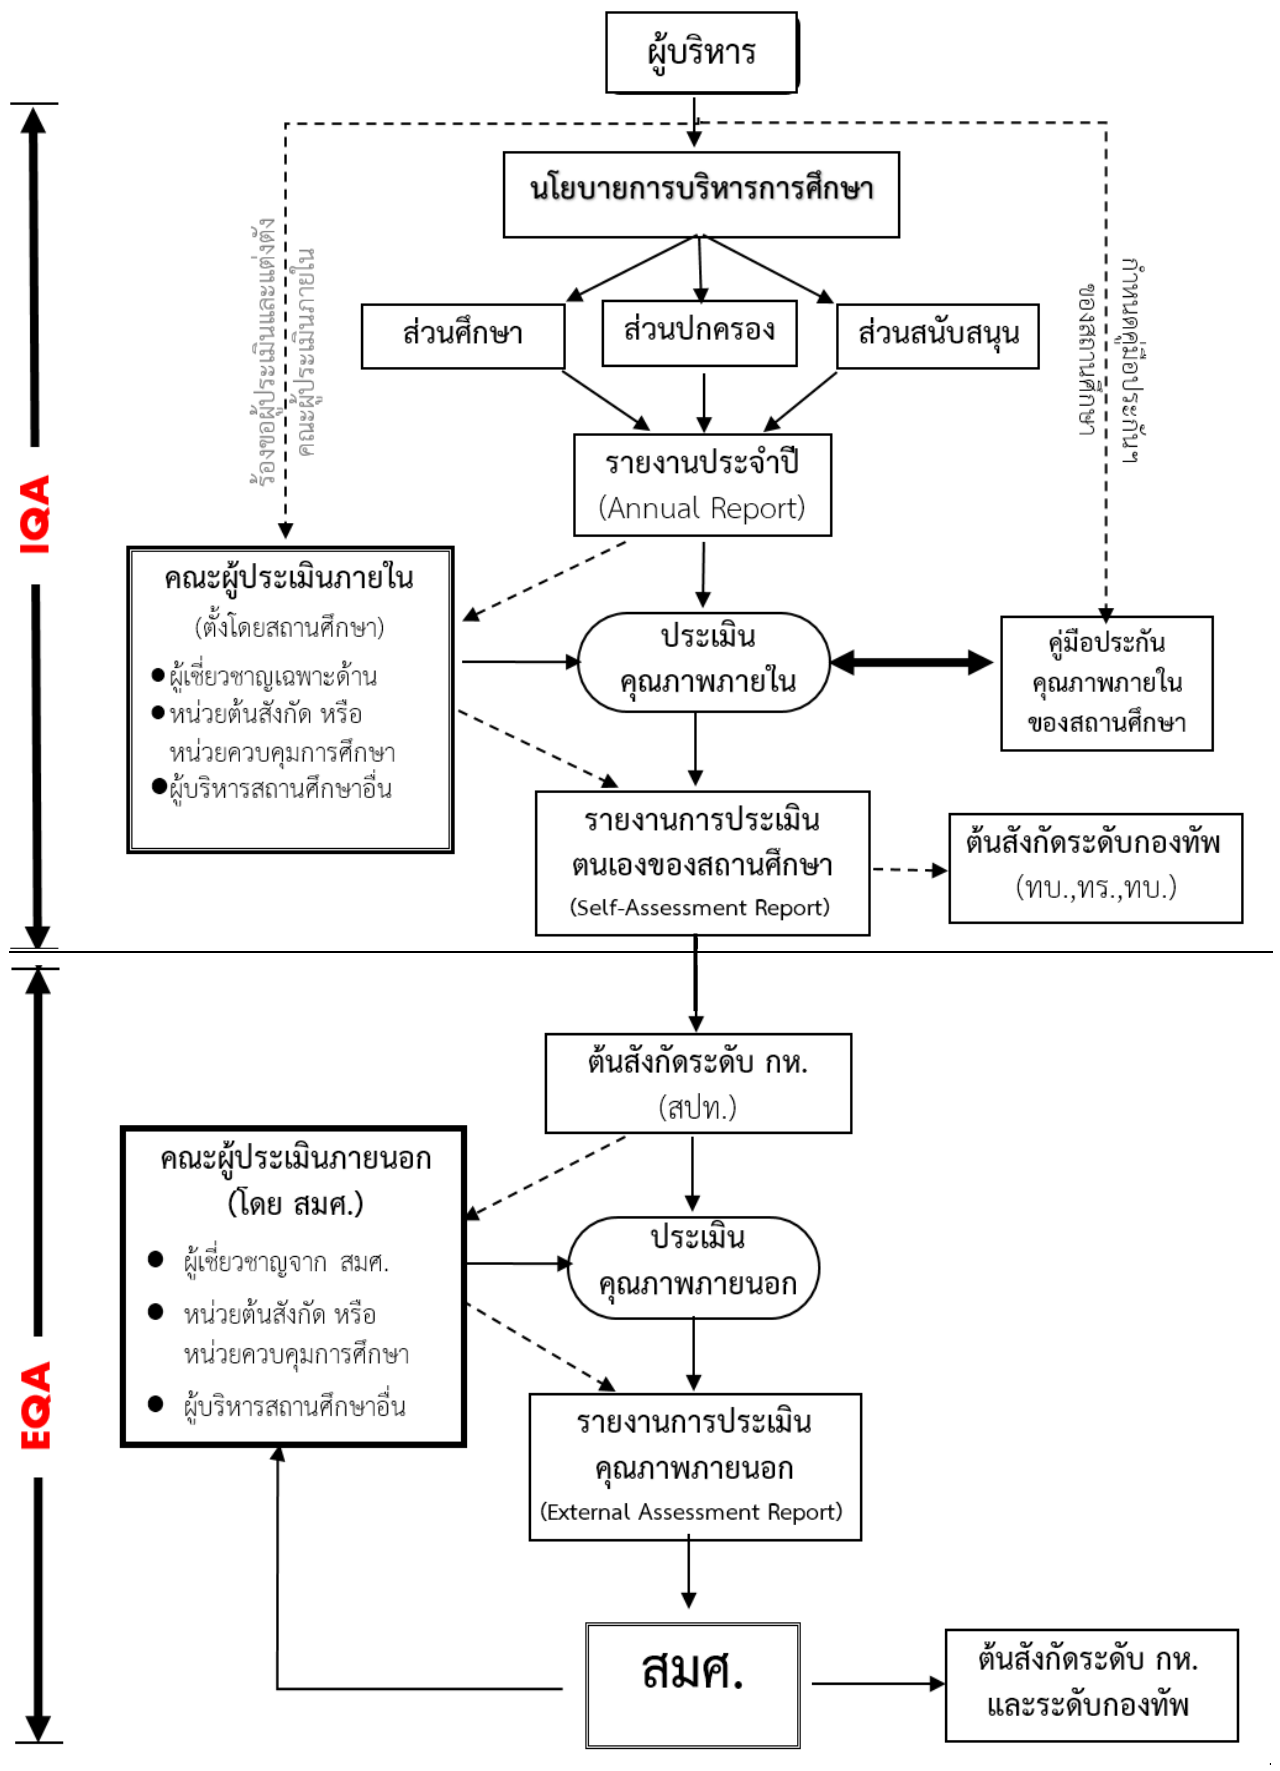 ผู้บริหาร
นโยบายการบริหารการศึกษา
ร้องขอผู้ประเมินและแต่งตั้ง
คณะผู้ประเมินภายใน
กำหนดคู่มือประกันฯ
ของสถานศึกษา
ส่วนศึกษา
ส่วนปกครอง
ส่วนสนับสนุน
รายงานประจำปี
(Annual Report)
IQA
คณะผู้ประเมินภายใน
(ตั้งโดยสถานศึกษา)
●ผู้เชี่ยวชาญเฉพาะด้าน
●หน่วยต้นสังกัด หรือ
หน่วยควบคุมการศึกษา
●ผู้บริหารสถานศึกษาอื่น
ประเมิน
คุณภาพภายใน
คู่มือประกัน
คุณภาพภายใน
ของสถานศึกษา
รายงานการประเมิน
ตนเองของสถานศึกษา
(Self-Assessment Report)
ต้นสังกัดระดับกองทัพ
(ทบ.,ทร.,ทบ.)
ต้นสังกัดระดับ กห.
(สปท.)
EQA
คณะผู้ประเมินภายนอก
(โดย สมศ.)
● ผู้เชี่ยวชาญจาก สมศ.
● หน่วยต้นสังกัด หรือ
หน่วยควบคุมการศึกษา
● ผู้บริหารสถานศึกษาอื่น
ประเมิน
คุณภาพภายนอก
รายงานการประเมิน
คุณภาพภายนอก
(External Assessment Report)
สมศ.
ต้นสังกัดระดับ กห.
และระดับกองทัพ